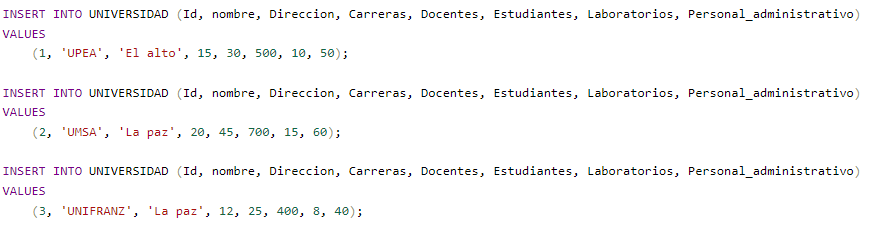 INSERT INTO UNIVERSIDAD (Id, nombre, Direccion, Carreras, Docentes, Estudiantes, Laboratorios, Personal_administrativo)
VALUES
(1, 'UPEA', 'El alto', 15, 30, 500, 10, 50);
INSERT INTO UNIVERSIDAD (Id, nombre, Direccion, Carreras, Docentes, Estudiantes, Laboratorios, Personal_administrativo)
VALUES
(2, 'UMSA', 'La paz', 20, 45, 700, 15, 60);
INSERT INTO UNIVERSIDAD (Id, nombre, Direccion, Carreras, Docentes, Estudiantes, Laboratorios, Personal_administrativo)
VALUES
(3, 'UNIFRANZ', 'La paz', 12, 25, 400, 8, 40);